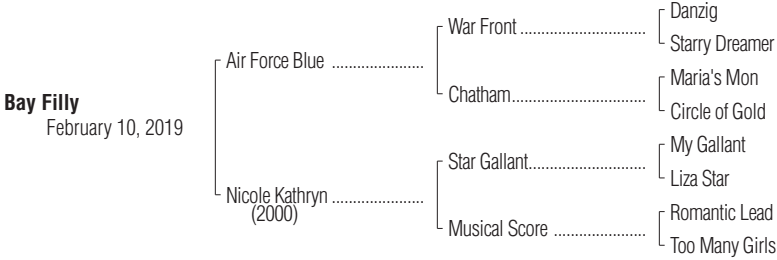 Danzig
War Front ..............................
Starry Dreamer
Air Force Blue ......................
Maria's Mon
Chatham................................
Circle of Gold
Bay Filly
February 10, 2019
My Gallant
Star Gallant............................
Liza Star
Nicole Kathryn ......................
(2000)
Romantic Lead
Musical Score ......................
Too Many Girls